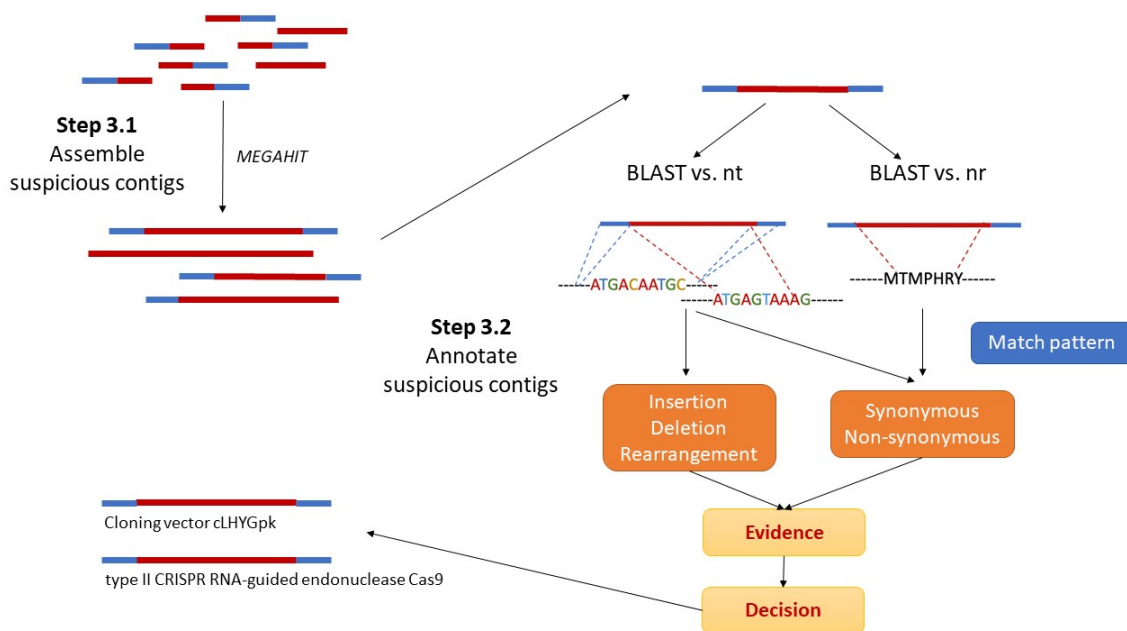 Step 3.1
Assemble
suspicious contigs
MEGAHIT
BLAST vs. nt
BLAST vs. nr
------ATGACAATGC------
------ATGAGTAAAG------
------MTMPHRY------
Step 3.2
Annotate
suspicious contigs
Match pattern
Insertion
Deletion
Rearrangement
Synonymous
Non-synonymous
Evidence
Decision
Cloning vector cLHYGpk
type II CRISPR RNA-guided endonuclease Cas9